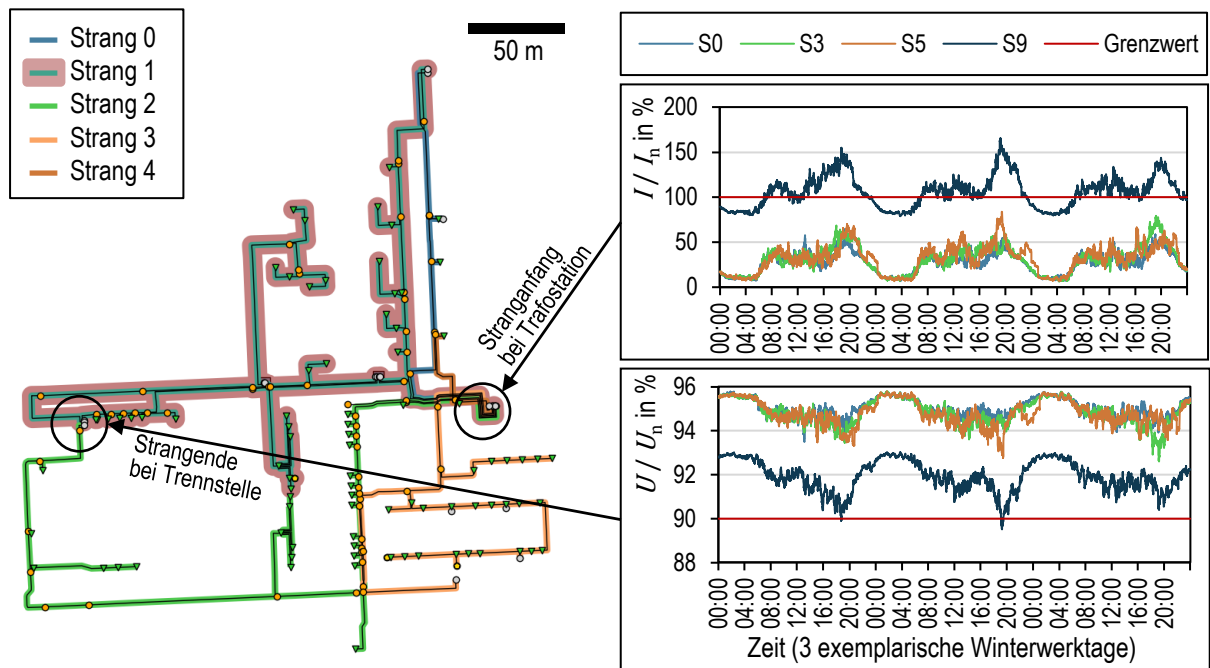 Strang 0
Strang 1
Strang 2
Strang 3
Strang 4
50 m
Stranganfang
bei Trafostation
Strangende
bei Trennstelle
S0 S3 S5 S9 Grenzwert
I / Iₙ in %
200
150
100
50
0
00:00 04:00 08:00 12:00 16:00 20:00 00:00 04:00 08:00 12:00 16:00 20:00 00:00 04:00 08:00 12:00 16:00 20:00
U / Uₙ in %
96
94
92
90
88
00:00 04:00 08:00 12:00 16:00 20:00 00:00 04:00 08:00 12:00 16:00 20:00 00:00 04:00 08:00 12:00 16:00 20:00
Zeit (3 exemplarische Winterwerktage)